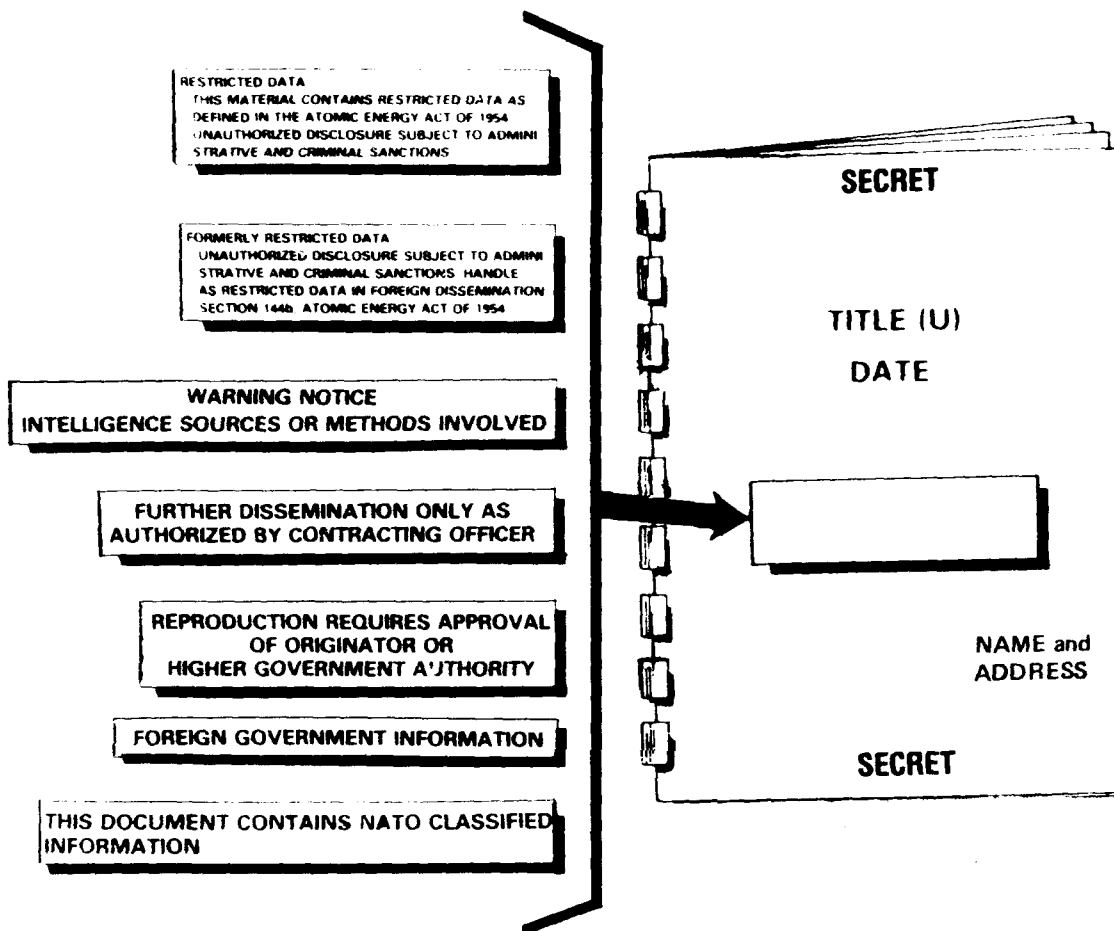 RESTRICTED DATA
THIS MATERIAL CONTAINS RESTRICTED DATA AS
DEFINED IN THE ATOMIC ENERGY ACT OF 1954
UNAUTHORIZED DISCLOSURE SUBJECT TO ADMINI
STRATIVE AND CRIMINAL SANCTIONS
FORMERLY RESTRICTED DATA
UNAUTHORIZED DISCLOSURE SUBJECT TO ADMINI
STRATIVE AND CRIMINAL SANCTIONS HANDLE
AS RESTRICTED DATA IN FOREIGN DISSEMINATION
SECTION 144b, ATOMIC ENERGY ACT OF 1954
WARNING NOTICE
INTELLIGENCE SOURCES OR METHODS INVOLVED
FURTHER DISSEMINATION ONLY AS
AUTHORIZED BY CONTRACTING OFFICER
REPRODUCTION REQUIRES APPROVAL
OF ORIGINATOR OR
HIGHER GOVERNMENT AUTHORITY
FOREIGN GOVERNMENT INFORMATION
THIS DOCUMENT CONTAINS NATO CLASSIFIED
INFORMATION
SECRET
TITLE (U)
DATE
NAME and
ADDRESS
SECRET